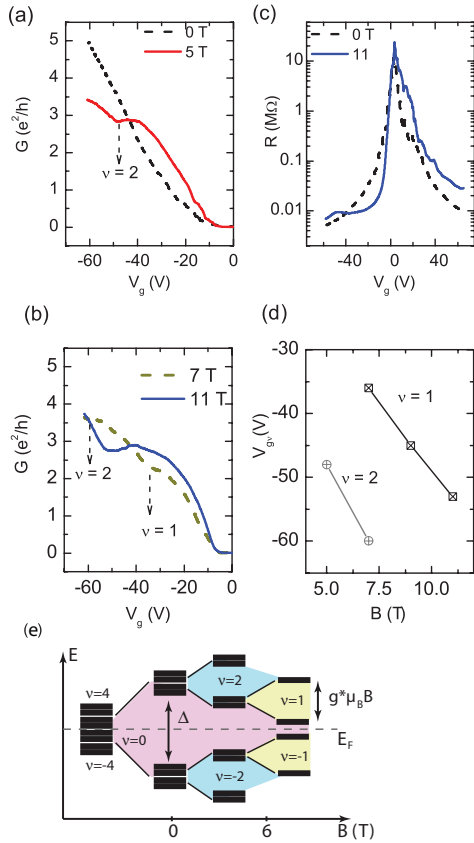 (a)
0 T
5 T
G (e²/h)
5
4
3
2
1
0
ν = 2
-60 -40 -20 0
V_g (V)
(c)
0 T
11
R (MΩ)
10
1
0.1
0.01
-40 0 40
V_g (V)
(b)
7 T
11 T
G (e²/h)
5
4
3
2
1
0
ν = 2
ν = 1
-60 -40 -20 0
V_g (V)
(d)
V_gν (V)
-30
-40
-50
-60
ν = 1
ν = 2
5.0 7.5 10.0
B (T)
(e)
E
ν=4
ν=0
ν=-4
Δ
ν=2
ν=-2
ν=1
ν=-1
g*μ_B B
E_F
0 6 B (T)